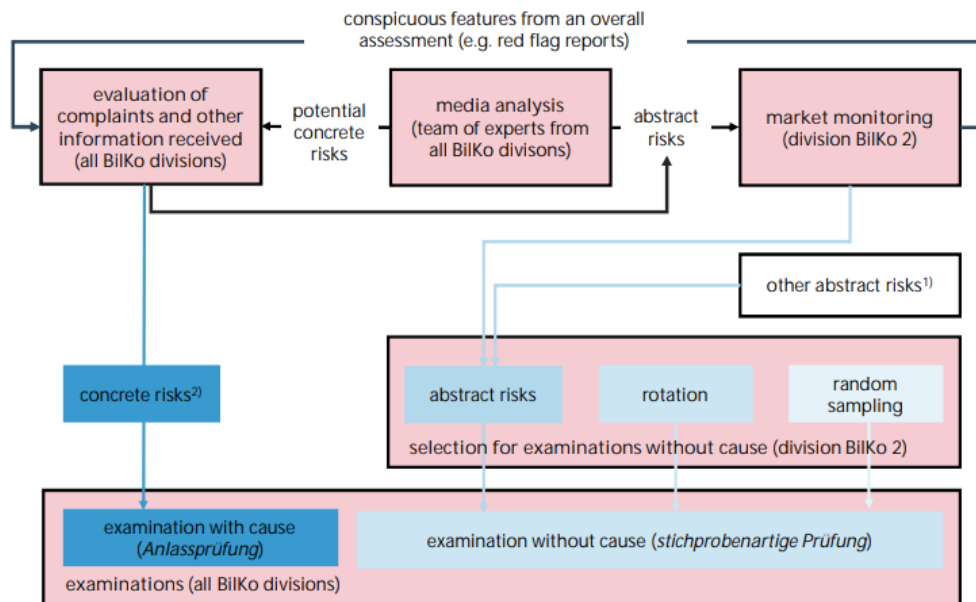 conspicuous features from an overall
assessment (e.g. red flag reports)
evaluation of
complaints and other
information received
(all BilKo divisions)
potential
concrete
risks
media analysis
(team of experts from
all BilKo divisons)
abstract
risks
market monitoring
(division BilKo 2)
other abstract risks1)
concrete risks2)
abstract risks
rotation
random
sampling
selection for examinations without cause (division BilKo 2)
examination with cause
(Anlassprüfung)
examination without cause (stichprobenartige Prüfung)
examinations (all BilKo divisions)